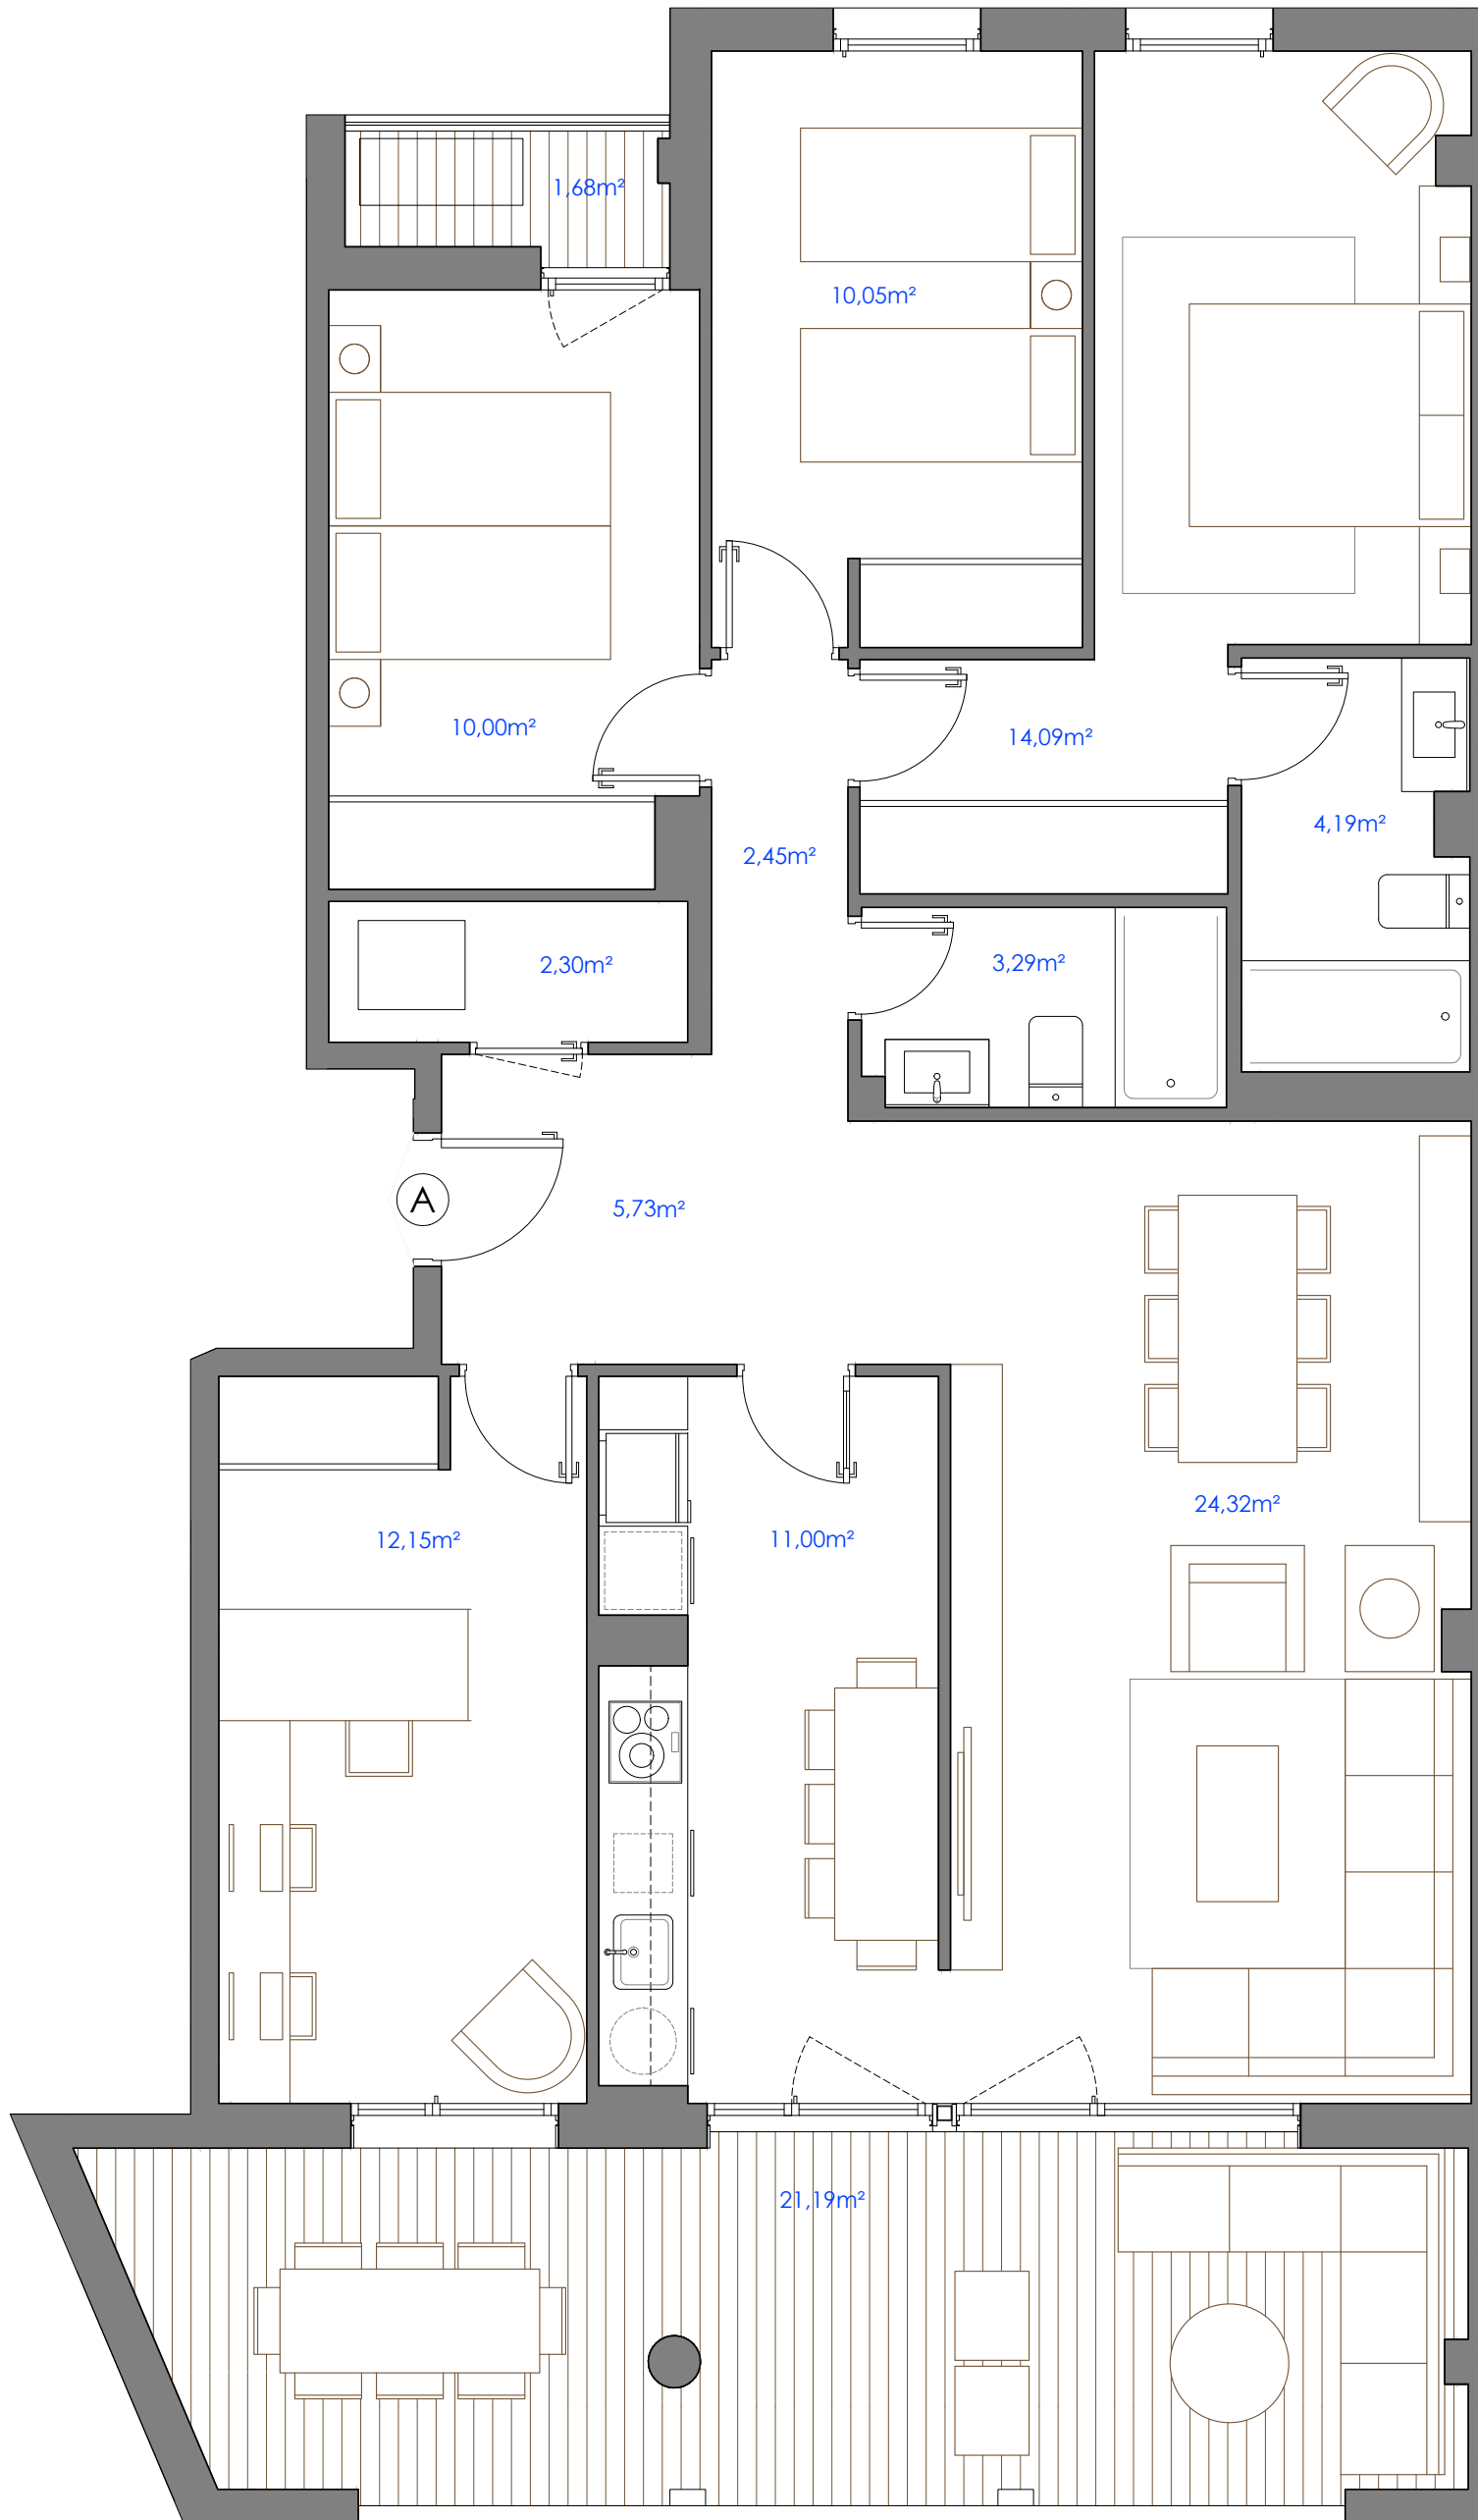 1,68m²
10,05m²
10,00m²
14,09m²
4,19m²
2,45m²
2,30m²
3,29m²
A
5,73m²
24,32m²
12,15m²
11,00m²
21,19m²